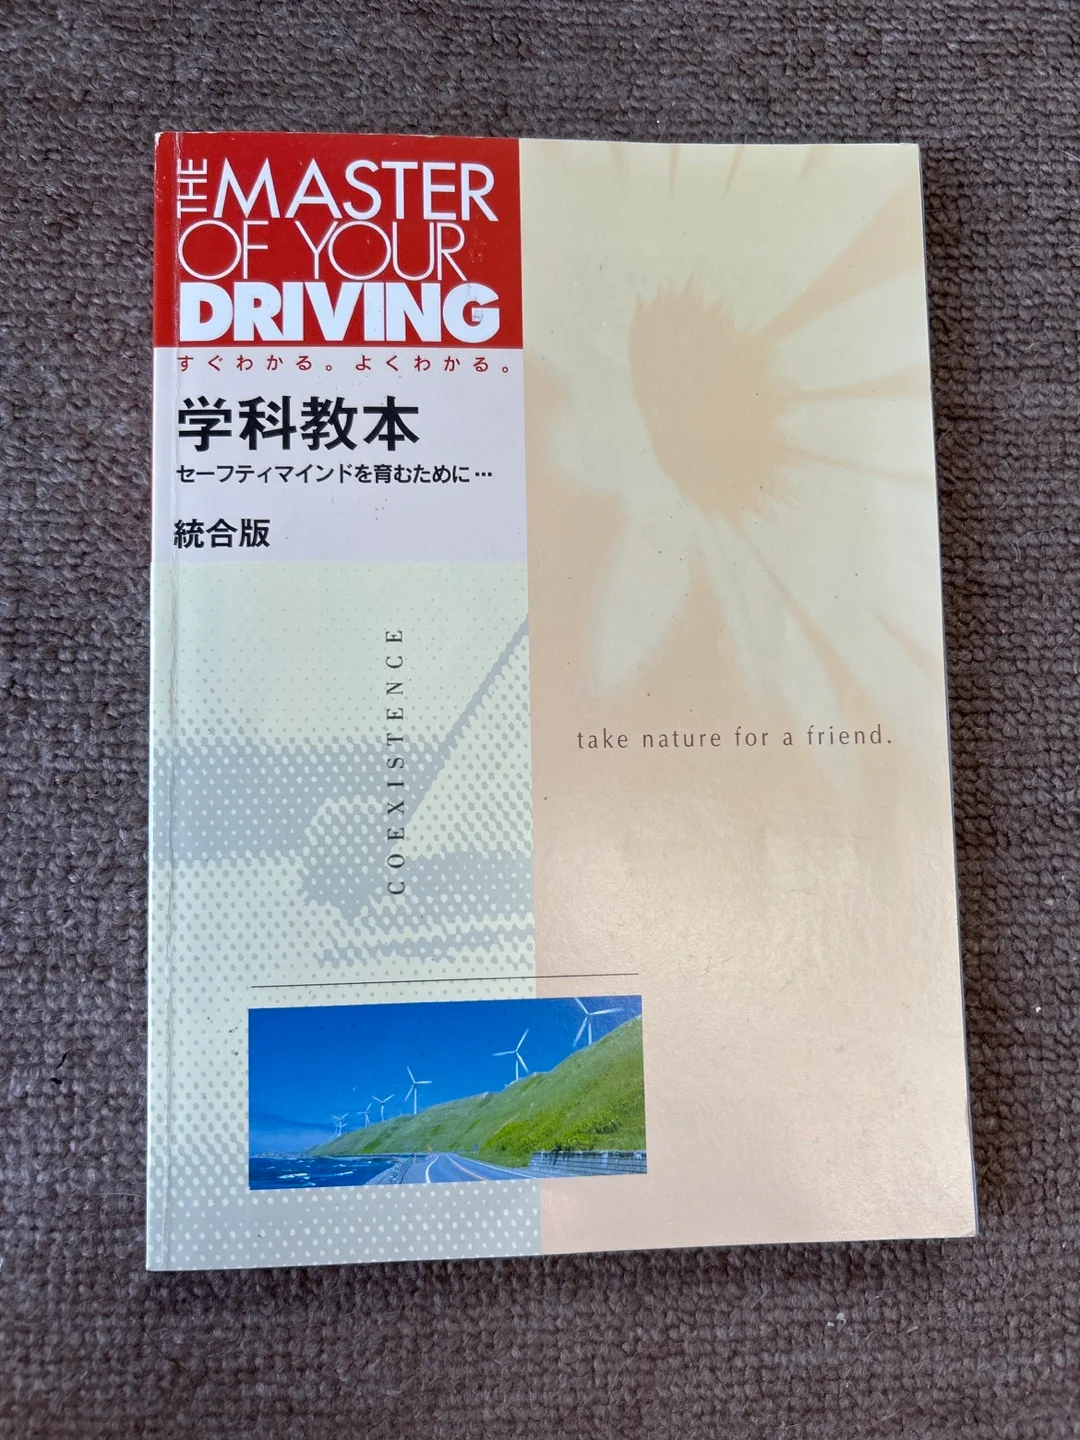 THE MASTER
OF YOUR
DRIVING
すぐわかる。よくわかる。
学科教本
セーフティマインドを育むために…
統合版
COEXISTENCE
take nature for a friend.